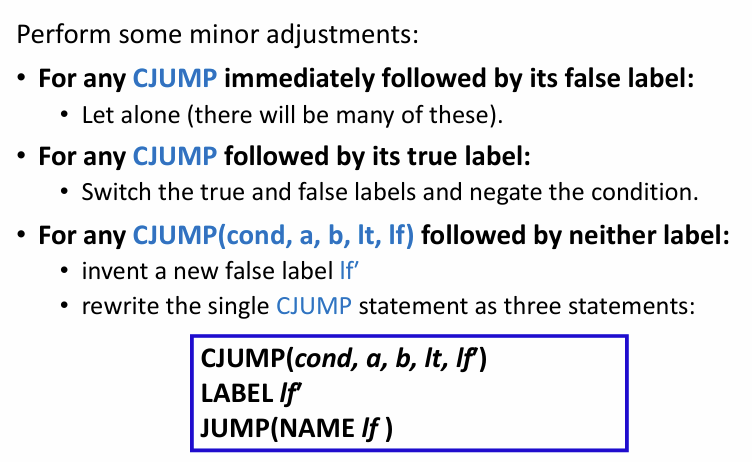 Perform some minor adjustments:
• For any CJUMP immediately followed by its false label:
• Let alone (there will be many of these).
• For any CJUMP followed by its true label:
• Switch the true and false labels and negate the condition.
• For any CJUMP(cond, a, b, lt, lf) followed by neither label:
• invent a new false label lf′
• rewrite the single CJUMP statement as three statements:
CJUMP(cond, a, b, lt, lf′)
LABEL lf′
JUMP(NAME lf )